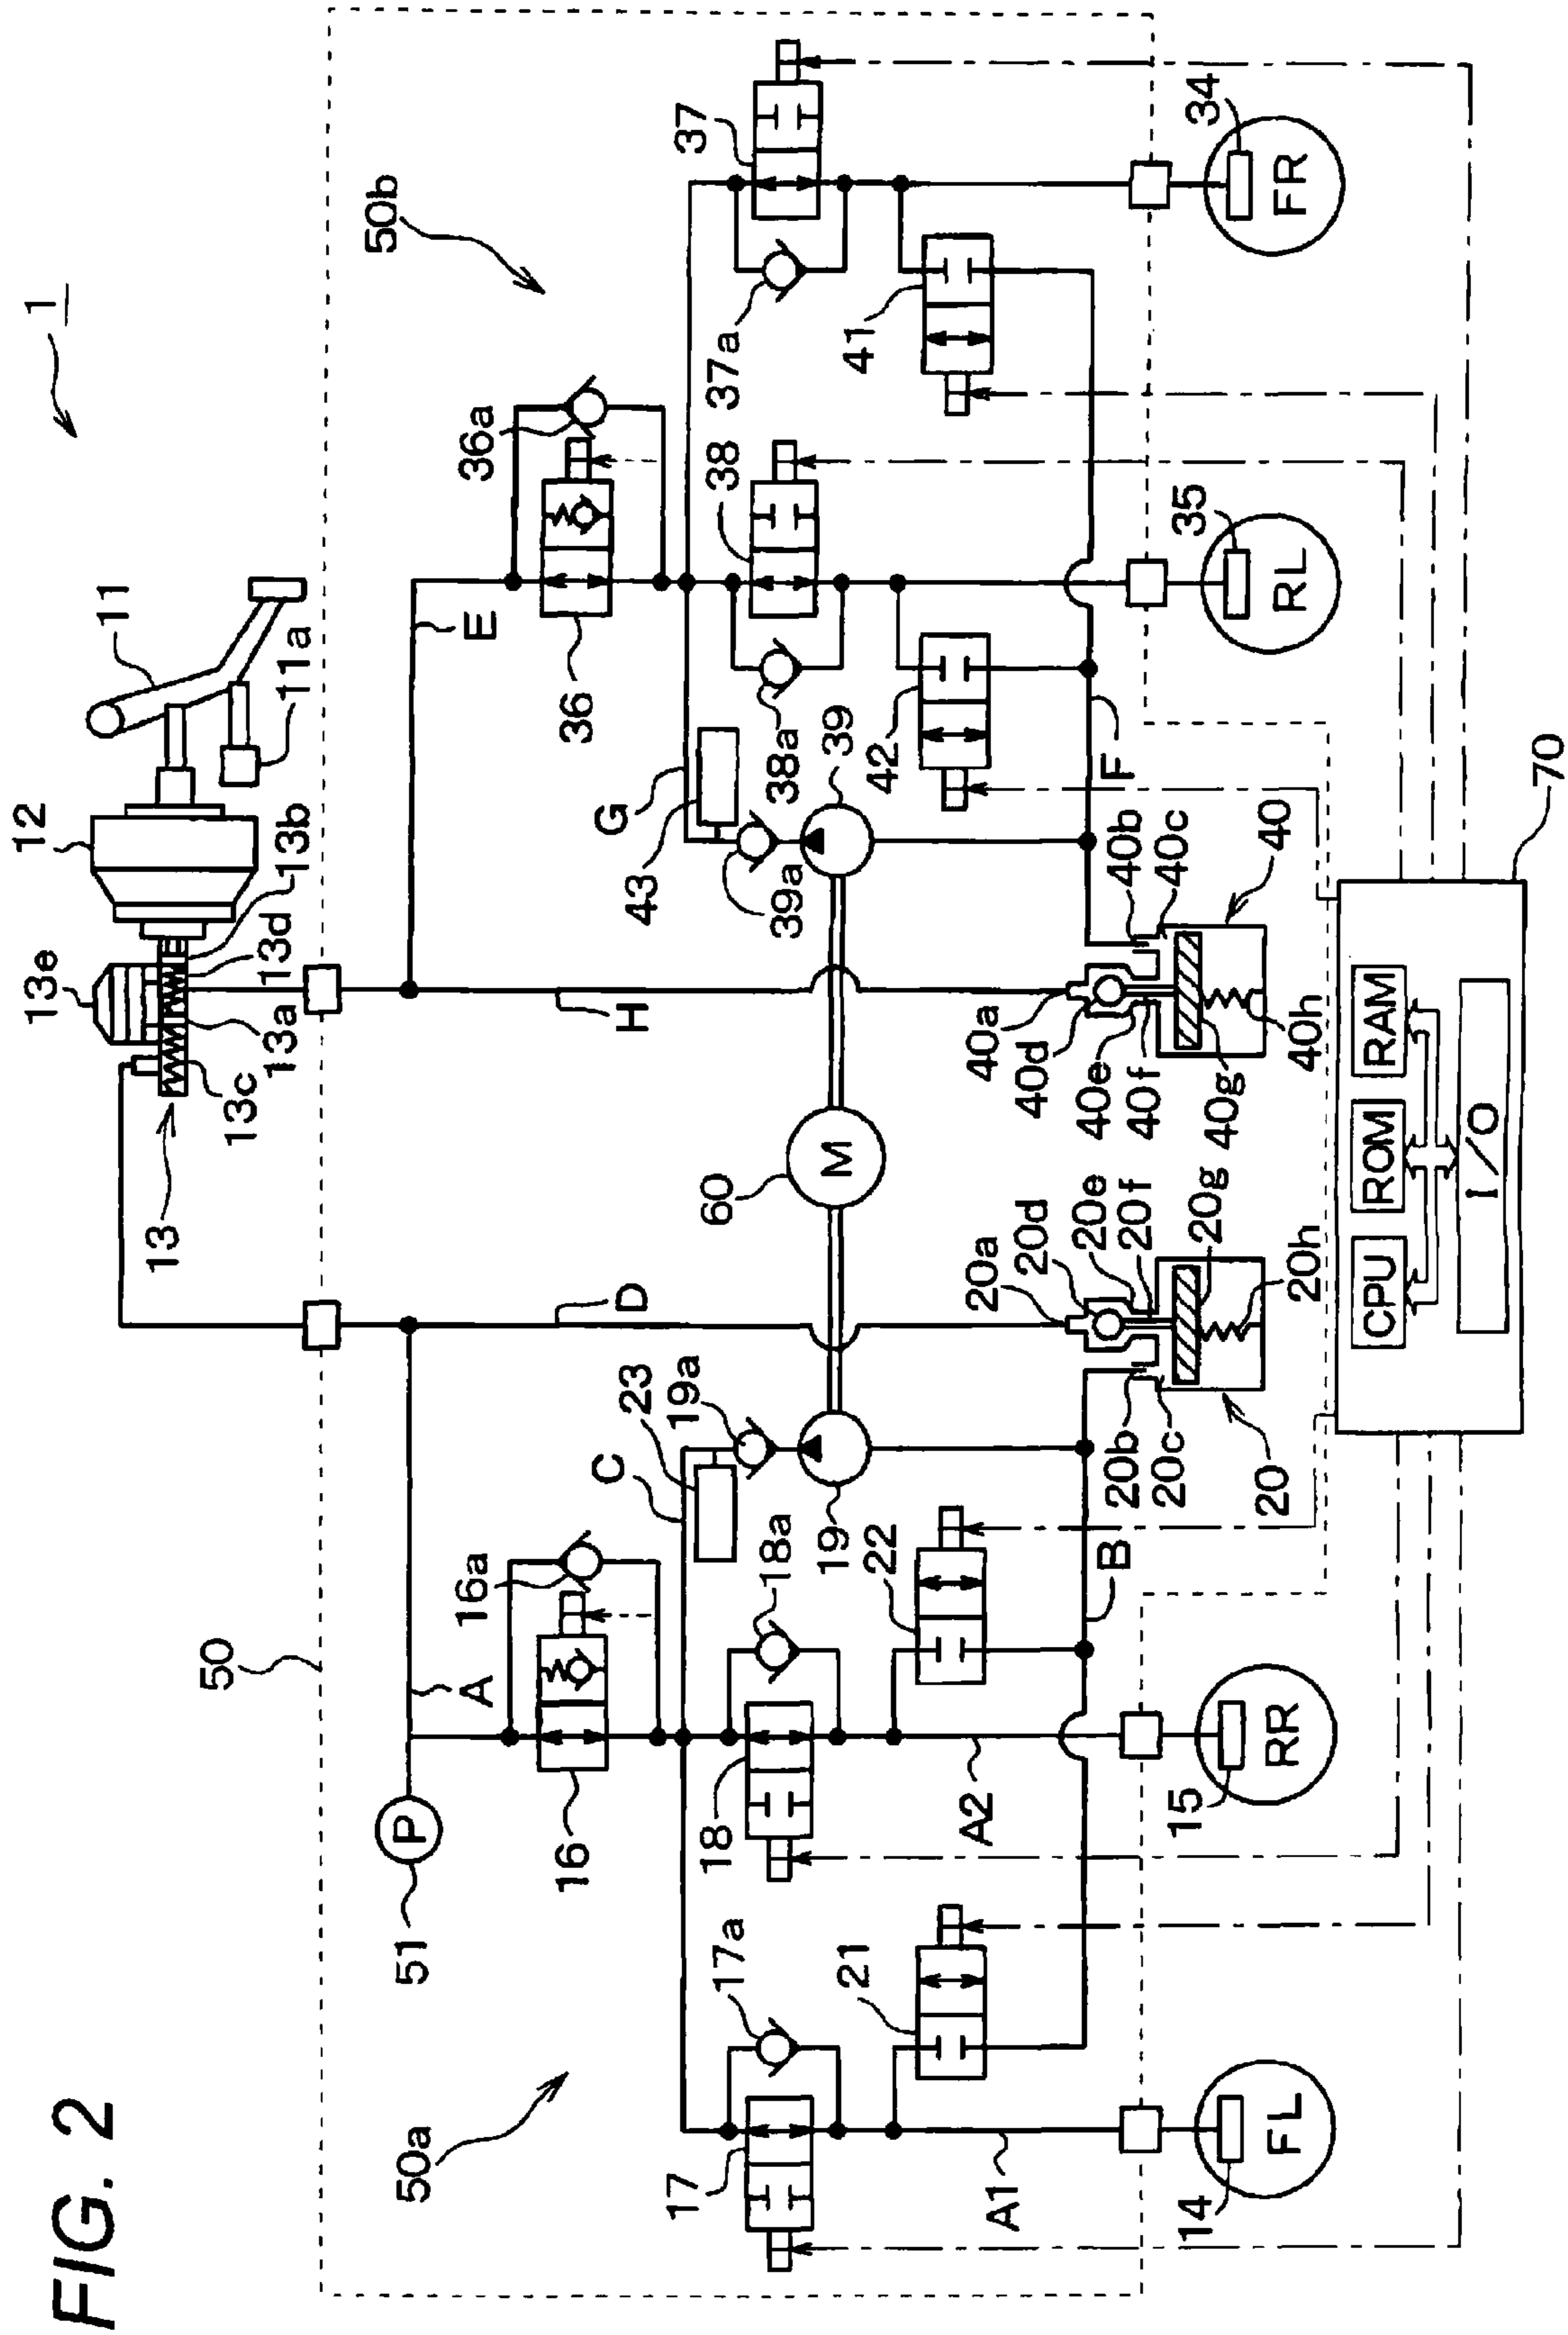 FIG. 2
1
11
11a
12
13
13a
13b
13c
13d
13e
50
50a
50b
51
P
A
D
H
E
16
16a
36
36a
C
G
23
43
19a
39a
19
39
60
M
17
17a
18
18a
38
38a
37
37a
21
22
42
41
A1
A2
B
F
20
20a
20b
20c
20d
20e
20f
20g
20h
40
40a
40b
40c
40d
40e
40f
40g
40h
14
FL
15
RR
35
RL
34
FR
70
CPU
ROM
RAM
I/O